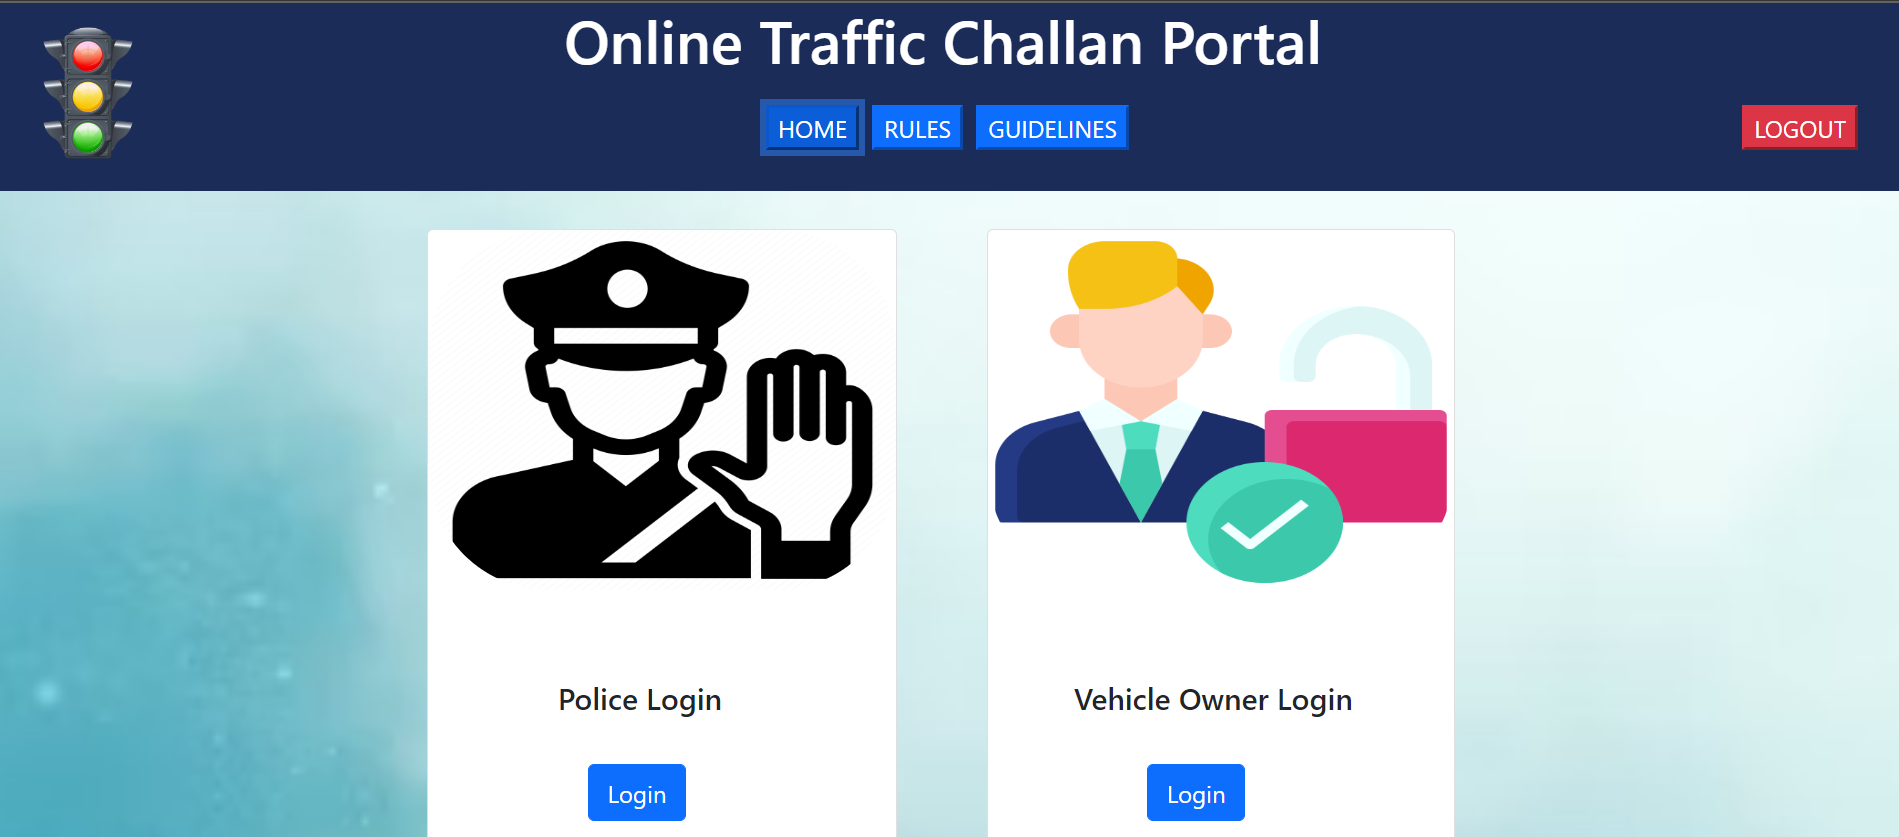 Online Traffic Challan Portal
HOME RULES GUIDELINES LOGOUT
Police Login
Vehicle Owner Login
Login
Login